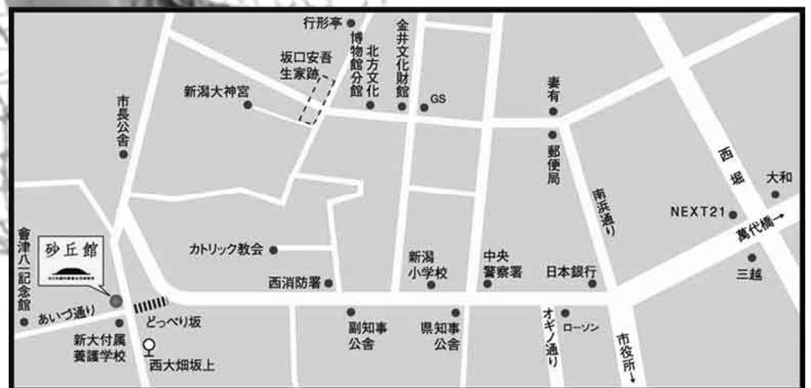 行形亭
坂口安吾
生家跡
博物館分館
北方文化
金井文化財館
GS
新潟大神宮
市長公舎
妻有
郵便局
西堀
大和
NEXT21
萬代橋→
三越
南浜通り
會津八一記念館
砂丘館
カトリック教会
西消防署
新潟
小学校
中央
警察署
日本銀行
あいづ通り
どっぺり坂
新大付属
養護学校
西大畑坂上
副知事
公舎
県知事
公舎
オギノ通り
ローソン
市役所→